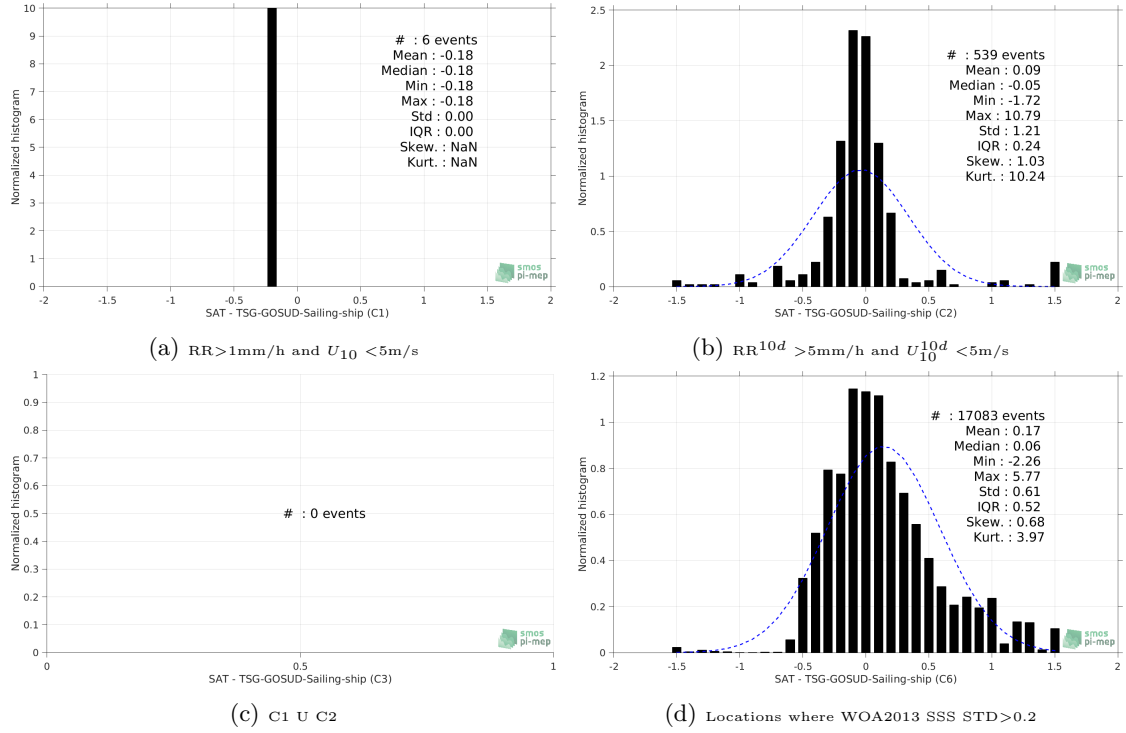 10
9
8
7
6
5
4
3
2
1
0
Normalized histogram
# : 6 events
Mean : -0.18
Median : -0.18
Min : -0.18
Max : -0.18
Std : 0.00
IQR : 0.00
Skew. : NaN
Kurt. : NaN
smos
pi-mep
-2 -1.5 -1 -0.5 0 0.5 1 1.5 2
SAT - TSG-GOSUD-Sailing-ship (C1)
(a) RR>1mm/h and U10 <5m/s
2.5
2
1.5
1
0.5
0
Normalized histogram
# : 539 events
Mean : 0.09
Median : -0.05
Min : -1.72
Max : 10.79
Std : 1.21
IQR : 0.24
Skew. : 1.03
Kurt. : 10.24
smos
pi-mep
-2 -1.5 -1 -0.5 0 0.5 1 1.5 2
SAT - TSG-GOSUD-Sailing-ship (C2)
(b) RR^10d >5mm/h and U10^10d <5m/s
1
0.9
0.8
0.7
0.6
0.5
0.4
0.3
0.2
0.1
0
Normalized histogram
# : 0 events
smos
pi-mep
0 0.5 1
SAT - TSG-GOSUD-Sailing-ship (C3)
(c) C1 U C2
1.2
1
0.8
0.6
0.4
0.2
0
Normalized histogram
# : 17083 events
Mean : 0.17
Median : 0.06
Min : -2.26
Max : 5.77
Std : 0.61
IQR : 0.52
Skew. : 0.68
Kurt. : 3.97
smos
pi-mep
-2 -1.5 -1 -0.5 0 0.5 1 1.5 2
SAT - TSG-GOSUD-Sailing-ship (C6)
(d) Locations where WOA2013 SSS STD>0.2